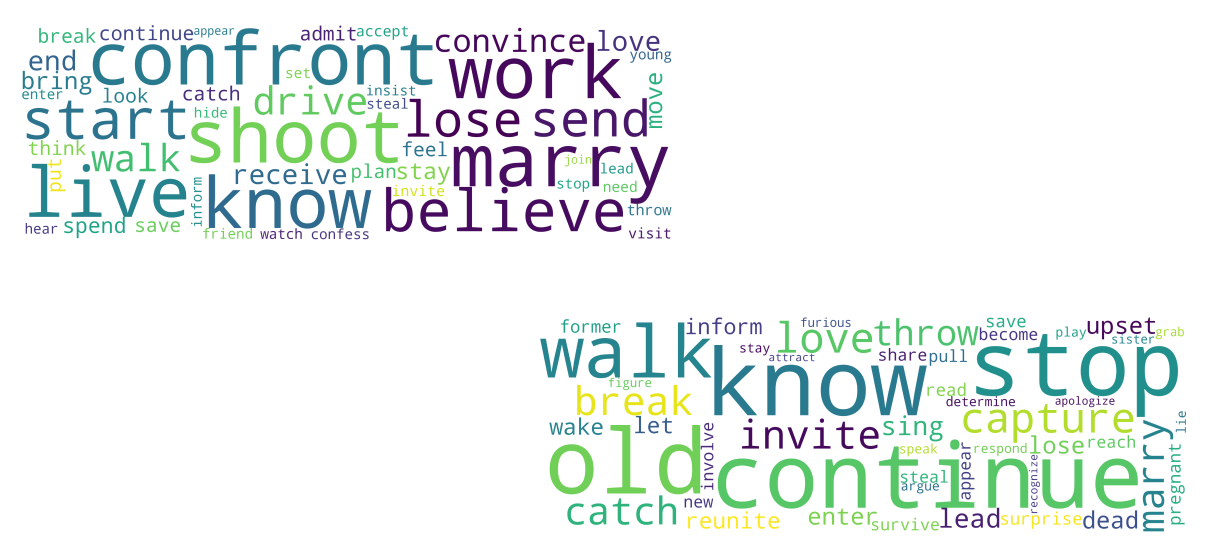 break
continue
appear
admit
accept
confront
convince
love
end
work
young
bring
set
enter
look
catch
drive
insist
steal
move
start
hide
shoot
lose
send
think
walk
feel
marry
join
put
live
receive
plan
stay
stop
lead
need
inform
know
invite
believe
throw
hear
spend
save
friend
watch
confess
visit
former
inform
furious
love
throw
save
become
play
upset
grab
sister
walk
know
stay
attract
share
pull
stop
figure
break
read
determine
apologize
capture
lie
wake
let
invite
sing
lose
reach
marry
old
involve
continue
speak
respond
steal
argue
appear
recognize
pregnant
catch
new
reunite
enter
survive
lead
surprise
dead